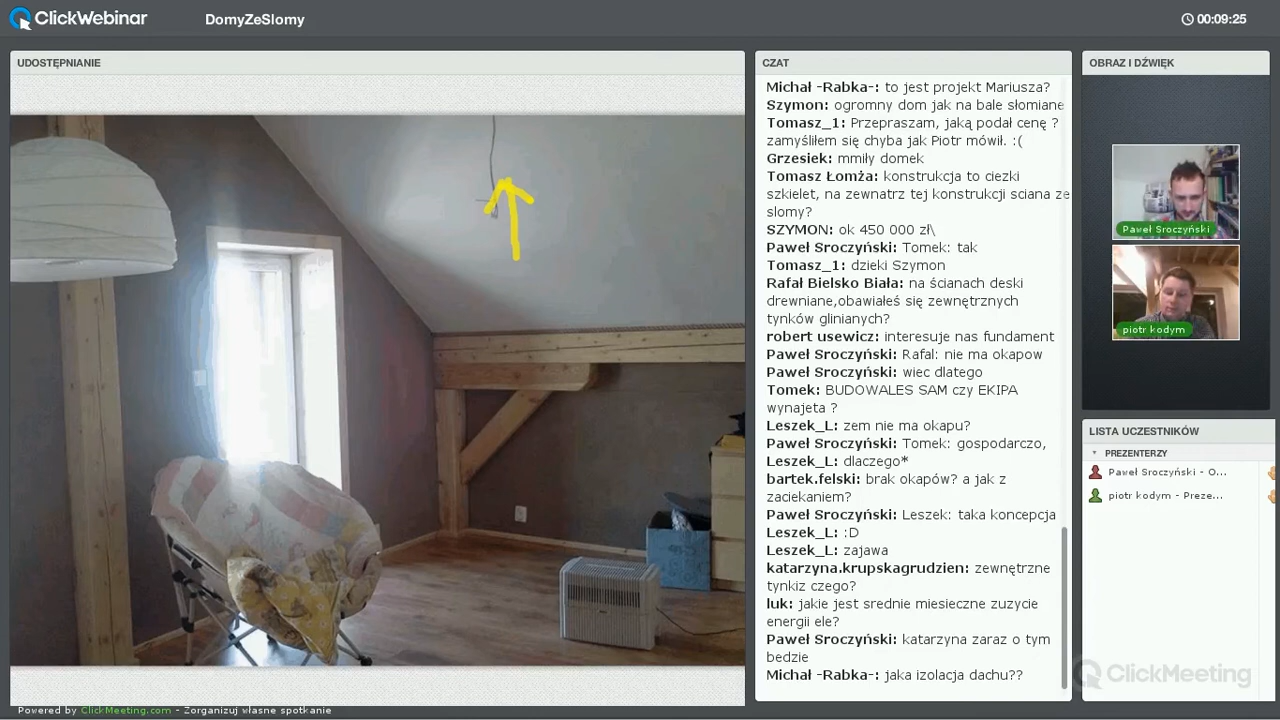 ClickWebinar
DomyZeSlomy
00:09:25
UDOSTĘPNIANIE
CZAT
Michał -Rabka-: to jest projekt Mariusza?
Szymon: ogromny dom jak na bale słomiane
Tomasz_1: Przepraszam, jaką podał cenę ?
zamyśliłem się chyba jak Piotr mówił. :(
Grzesiek: mmiły domek
Tomasz Łomża: konstrukcja to ciezki
szkielet, na zewnatrz tej konstrukcji sciana ze
slomy?
SZYMON: ok 450 000 zł\
Paweł Sroczyński: Tomek: tak
Tomasz_1: dzieki Szymon
Rafał Bielsko Biała: na ścianach deski
drewniane,obawiałeś się zewnętrznych
tynków glinianych?
robert usewicz: interesuje nas fundament
Paweł Sroczyński: Rafal: nie ma okapow
Paweł Sroczyński: wiec dlatego
Tomek: BUDOWALES SAM czy EKIPA
wynajeta ?
Leszek_L: zem nie ma okapu?
Paweł Sroczyński: Tomek: gospodarczo,
Leszek_L: dlaczego*
bartek.felski: brak okapów? a jak z
zaciekaniem?
Paweł Sroczyński: Leszek: taka koncepcja
Leszek_L: :D
Leszek_L: zajawa
katarzyna.krupskagrudzien: zewnętrzne
tynkiz czego?
luk: jakie jest srednie miesieczne zuzycie
energii ele?
Paweł Sroczyński: katarzyna zaraz o tym
bedzie
Michał -Rabka-: jaka izolacja dachu??
OBRAZ I DŹWIĘK
Paweł Sroczyński
piotr kodym
LISTA UCZESTNIKÓW
PREZENTERZY
Paweł Sroczyński - O...
piotr kodym - Preze...
ClickMeeting
Powered by ClickMeeting.com - Zorganizuj własne spotkanie